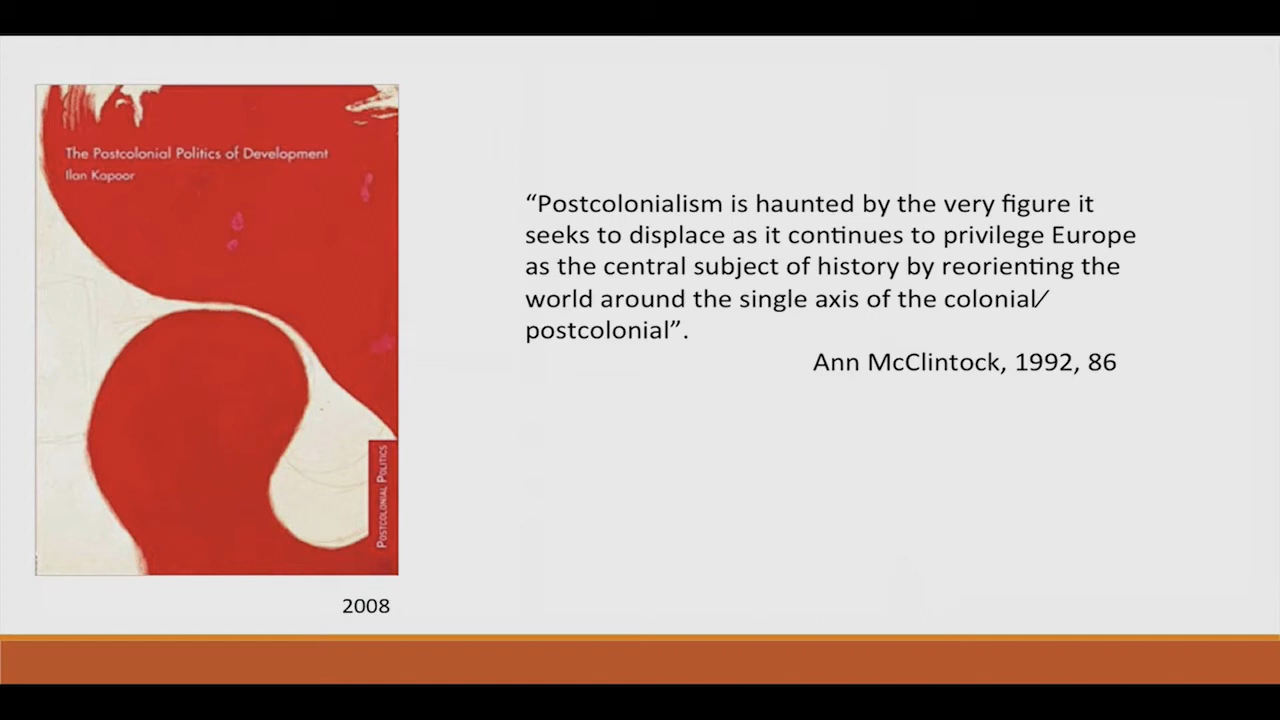 The Postcolonial Politics of Development
Ilan Kapoor
POSTCOLONIAL POLITICS
2008
“Postcolonialism is haunted by the very figure it
seeks to displace as it continues to privilege Europe
as the central subject of history by reorienting the
world around the single axis of the colonial/
postcolonial”.
Ann McClintock, 1992, 86